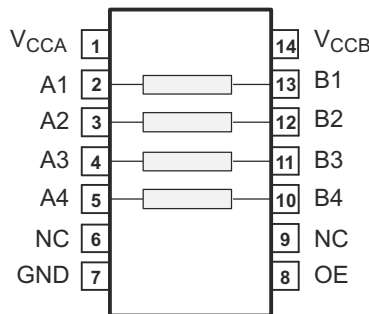 VCCA 1 14 VCCB
A1 2 13 B1
A2 3 12 B2
A3 4 11 B3
A4 5 10 B4
NC 6 9 NC
GND 7 8 OE